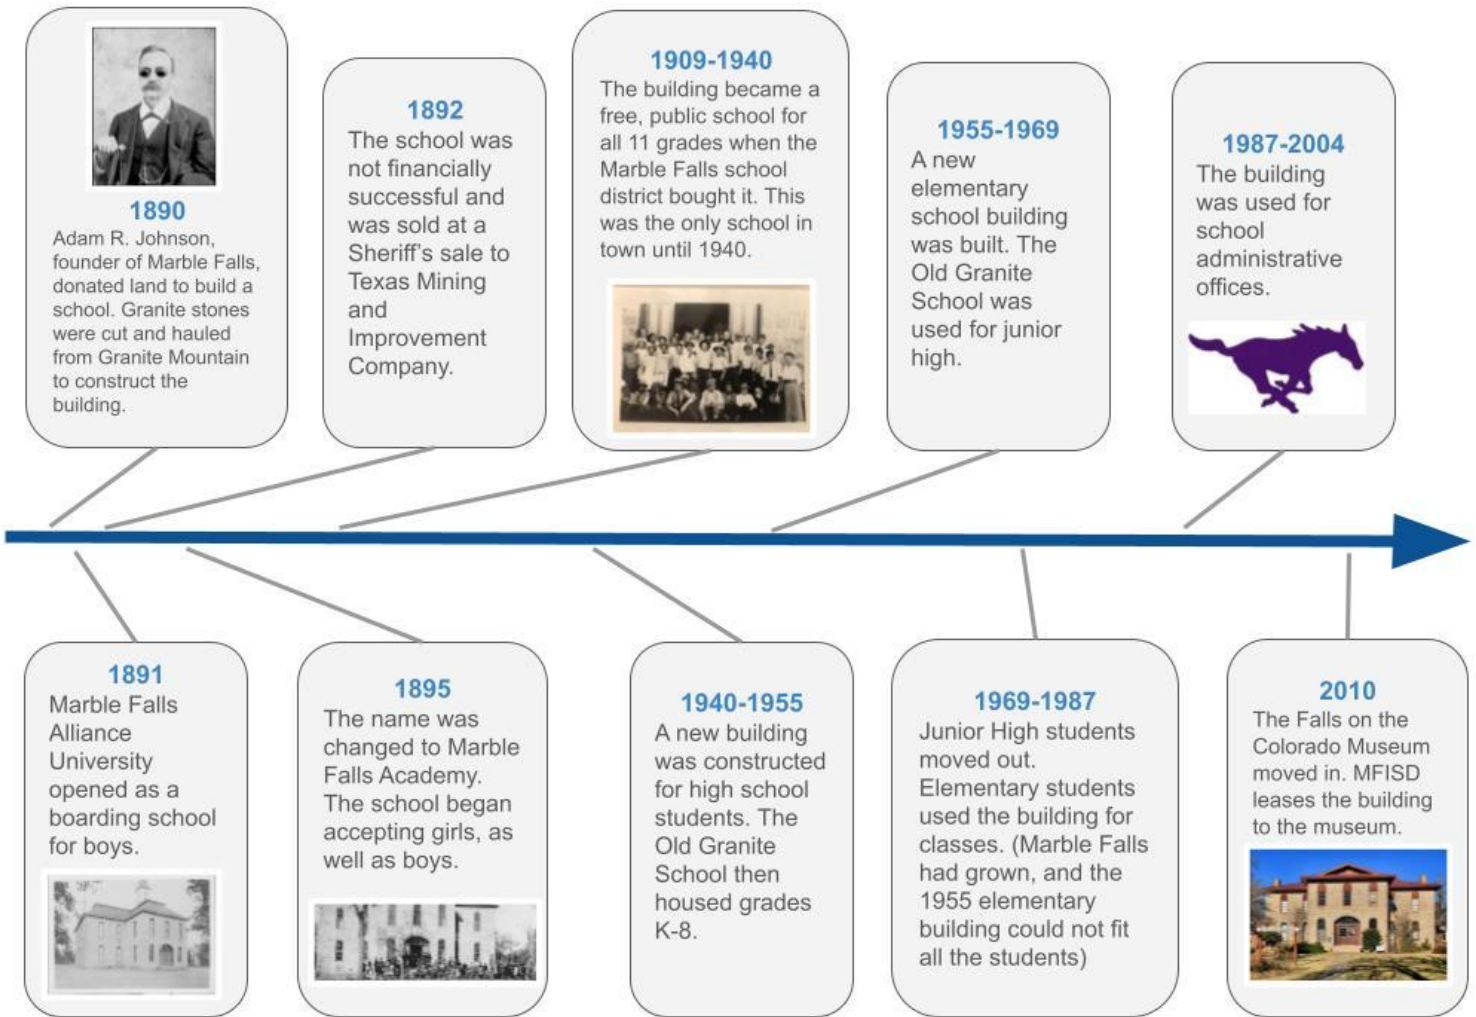 1890
Adam R. Johnson,
founder of Marble Falls,
donated land to build a
school. Granite stones
were cut and hauled
from Granite Mountain
to construct the
building.
1892
The school was
not financially
successful and
was sold at a
Sheriff's sale to
Texas Mining
and
Improvement
Company.
1909-1940
The building became a
free, public school for
all 11 grades when the
Marble Falls school
district bought it. This
was the only school in
town until 1940.
1955-1969
A new
elementary
school building
was built. The
Old Granite
School was
used for junior
high.
1987-2004
The building
was used for
school
administrative
offices.
1891
Marble Falls
Alliance
University
opened as a
boarding school
for boys.
1895
The name was
changed to Marble
Falls Academy.
The school began
accepting girls, as
well as boys.
1940-1955
A new building
was constructed
for high school
students. The
Old Granite
School then
housed grades
K-8.
1969-1987
Junior High students
moved out.
Elementary students
used the building for
classes. (Marble Falls
had grown, and the
1955 elementary
building could not fit
all the students)
2010
The Falls on the
Colorado Museum
moved in. MFISD
leases the building
to the museum.